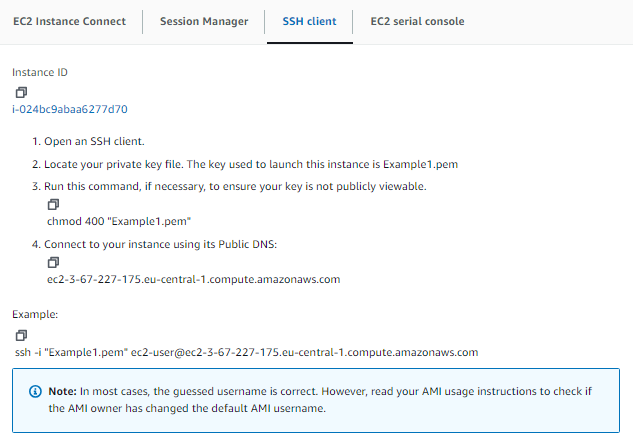 EC2 Instance Connect Session Manager SSH client EC2 serial console
Instance ID
i-024bc9abaa6277d70
1. Open an SSH client.
2. Locate your private key file. The key used to launch this instance is Example1.pem
3. Run this command, if necessary, to ensure your key is not publicly viewable.
chmod 400 "Example1.pem"
4. Connect to your instance using its Public DNS:
ec2-3-67-227-175.eu-central-1.compute.amazonaws.com
Example:
ssh -i "Example1.pem" ec2-user@ec2-3-67-227-175.eu-central-1.compute.amazonaws.com
Note: In most cases, the guessed username is correct. However, read your AMI usage instructions to check if
the AMI owner has changed the default AMI username.